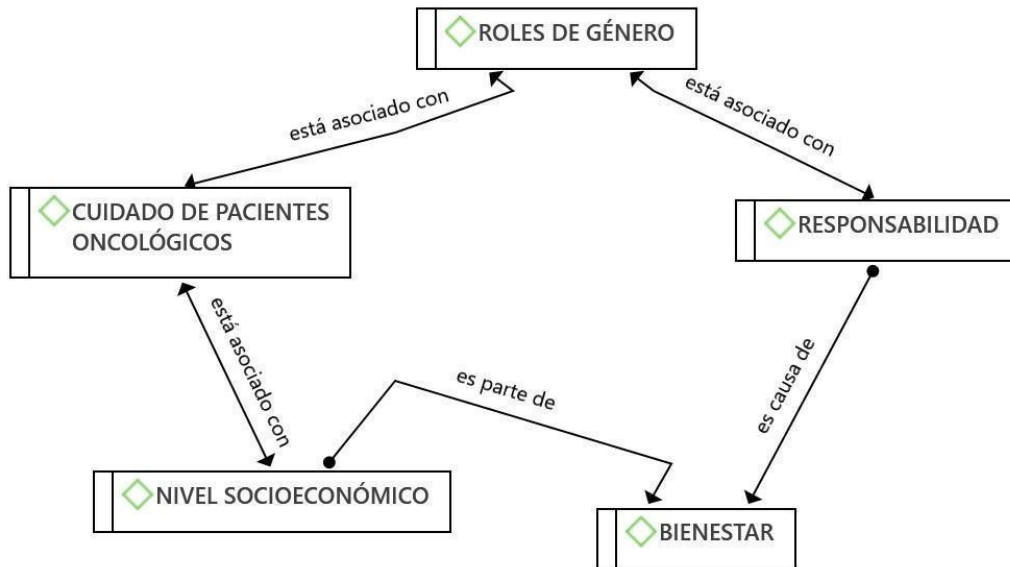 ROLES DE GÉNERO
está asociado con
está asociado con
CUIDADO DE PACIENTES
ONCOLÓGICOS
RESPONSABILIDAD
está asociado con
es parte de
es causa de
NIVEL SOCIOECONÓMICO
BIENESTAR